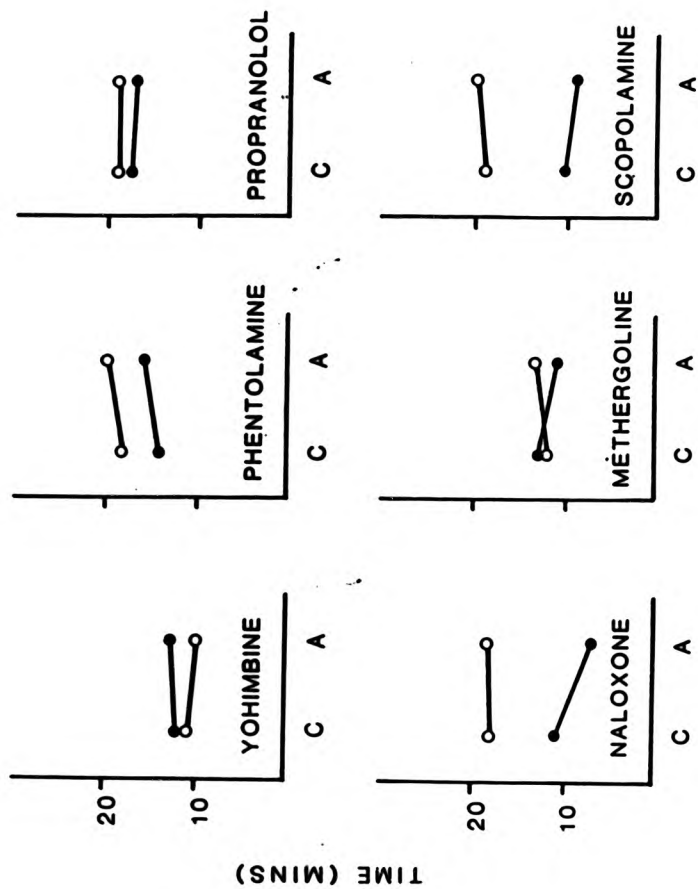 TIME (MINS)
20
10
YOHIMBINE
C A
PHENTOLAMINE
C A
PROPRANOLOL
C A
20
10
NALOXONE
C A
METHERGOLINE
C A
SCOPOLAMINE
C A